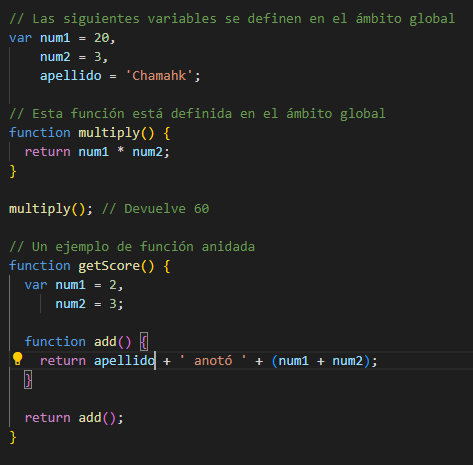 // Las siguientes variables se definen en el ámbito global
var num1 = 20,
    num2 = 3,
    apellido = 'Chamahk';
// Esta función está definida en el ámbito global
function multiply() {
  return num1 * num2;
}
multiply(); // Devuelve 60
// Un ejemplo de función anidada
function getScore() {
  var num1 = 2,
      num2 = 3;
  function add() {
    return apellido + ' anotó ' + (num1 + num2);
  }
  return add();
}